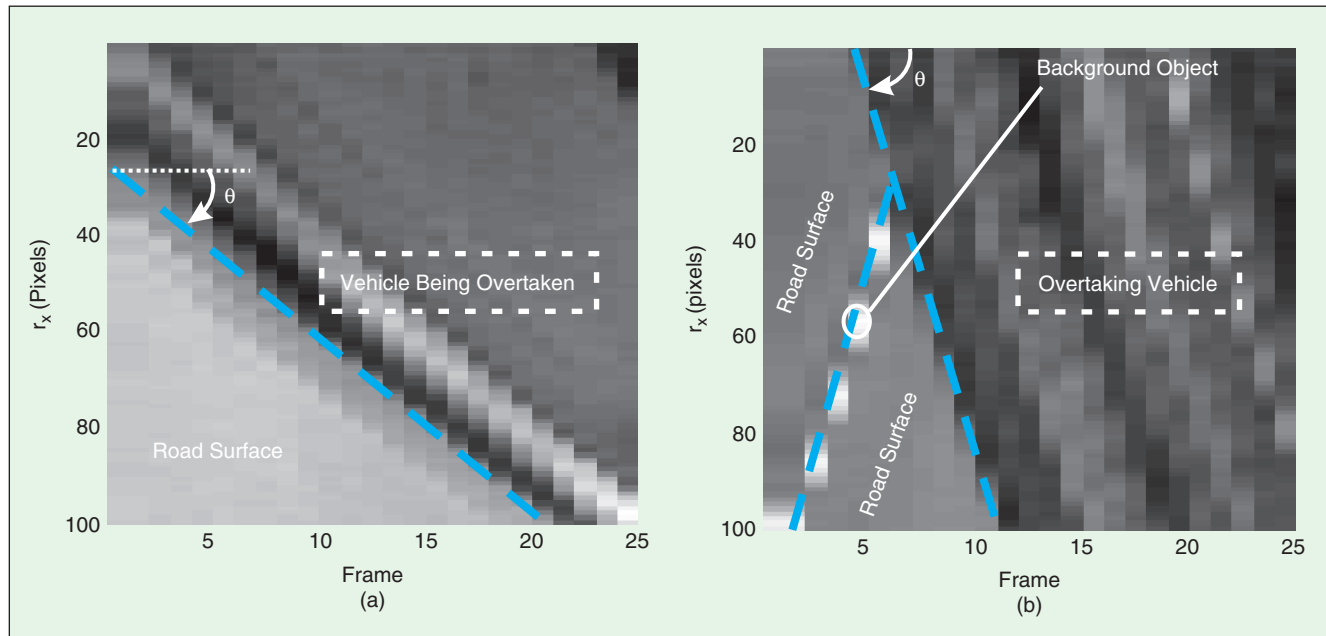 20
40
60
80
100
r_x (Pixels)
θ
Vehicle Being Overtaken
Road Surface
5 10 15 20 25
Frame
(a)
20
40
60
80
100
r_x (pixels)
θ
Background Object
Road Surface
Road Surface
Overtaking Vehicle
5 10 15 20 25
Frame
(b)